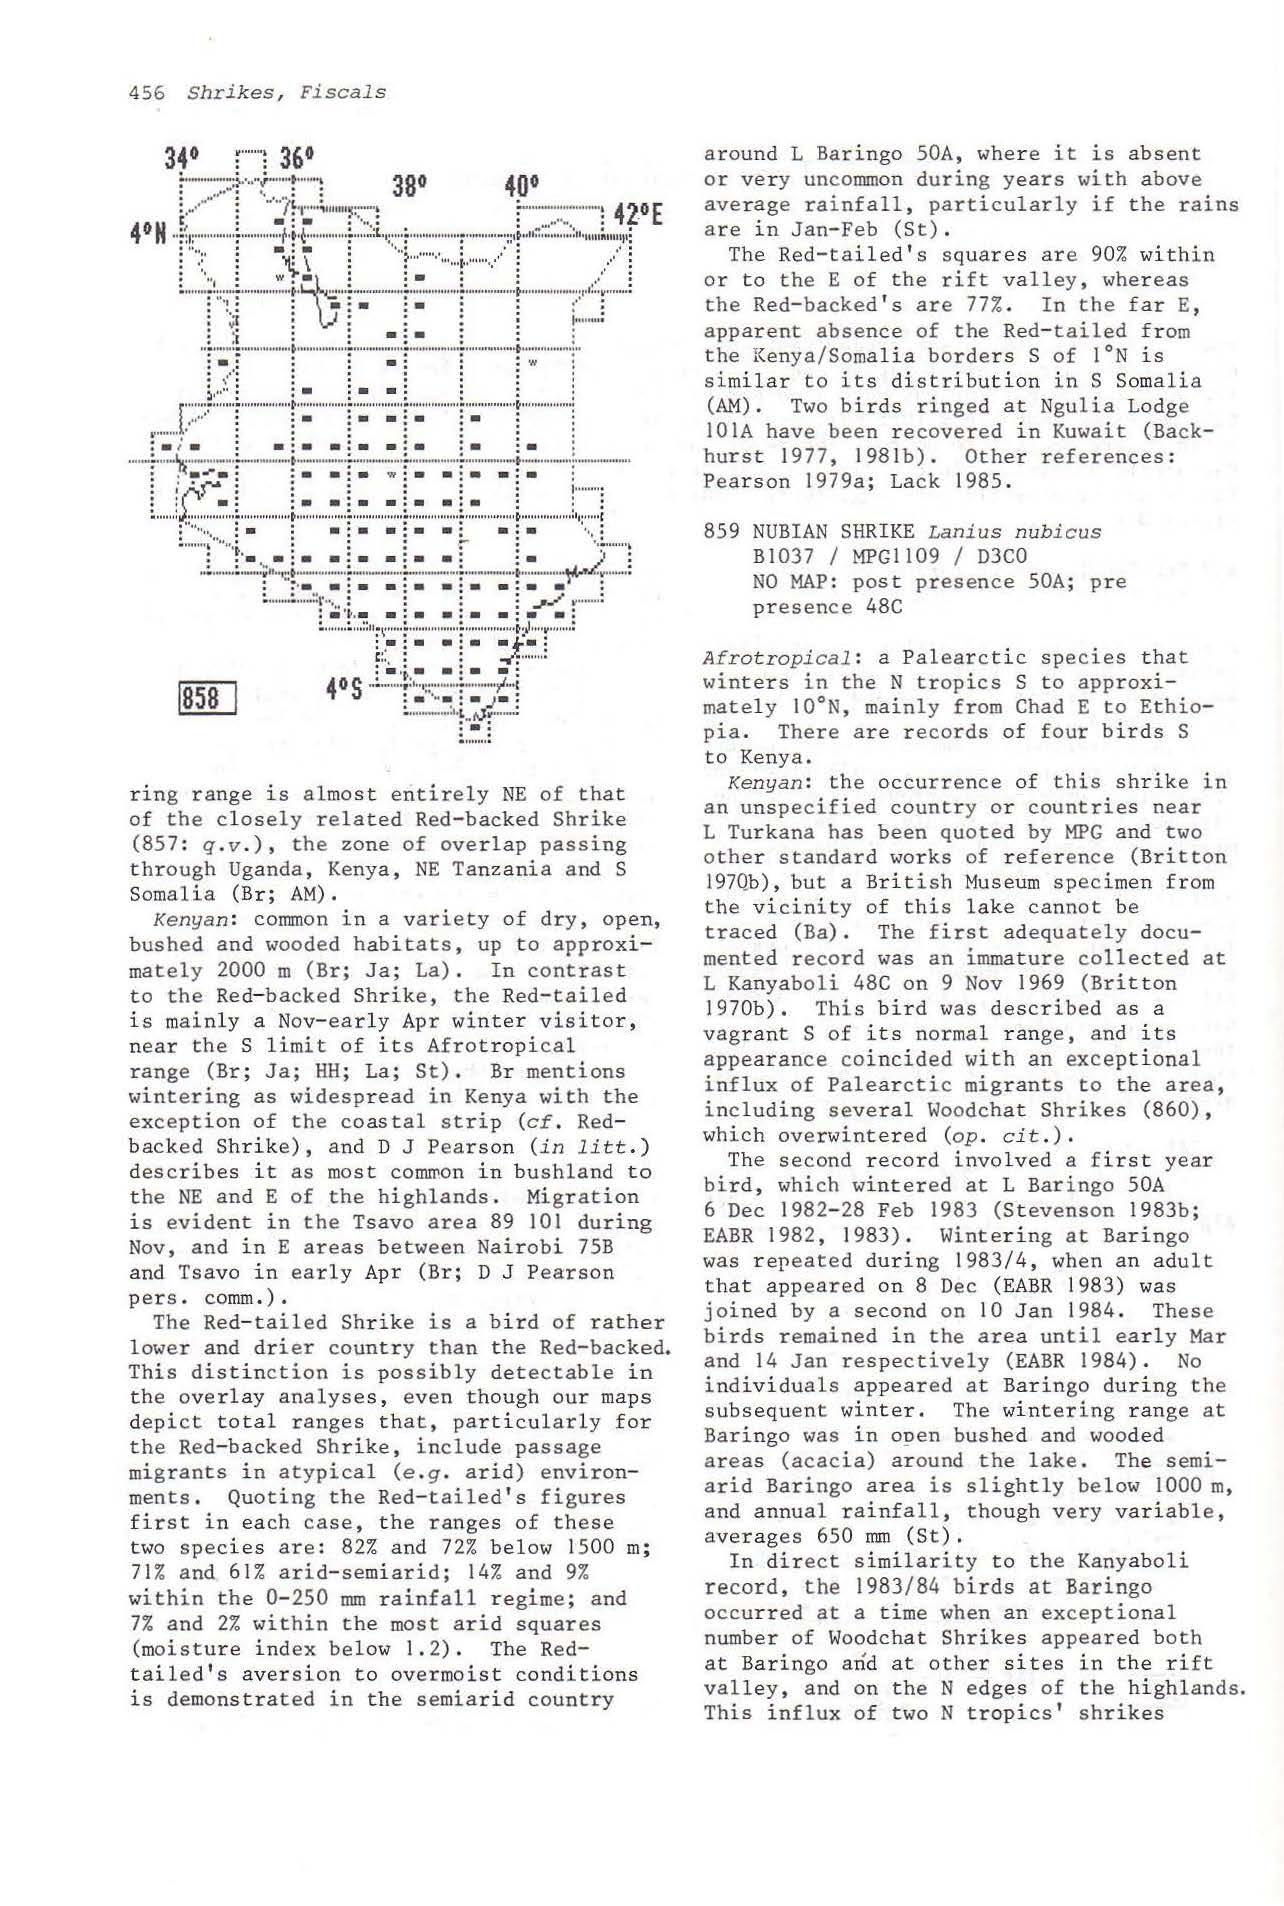 456 Shrikes, Fiscals
34° 36°
38° 40°
42°E
4°N
w
w
w
858
4°S
ring range is almost entirely NE of that
of the closely related Red-backed Shrike
(857: q.v.), the zone of overlap passing
through Uganda, Kenya, NE Tanzania and S
Somalia (Br; AM).
Kenyan: common in a variety of dry, open,
bushed and wooded habitats, up to approxi-
mately 2000 m (Br; Ja; La). In contrast
to the Red-backed Shrike, the Red-tailed
is mainly a Nov-early Apr winter visitor,
near the S limit of its Afrotropical
range (Br; Ja; HH; La; St). Br mentions
wintering as widespread in Kenya with the
exception of the coastal strip (cf. Red-
backed Shrike), and D J Pearson (in litt.)
describes it as most common in bushland to
the NE and E of the highlands. Migration
is evident in the Tsavo area 89 101 during
Nov, and in E areas between Nairobi 75B
and Tsavo in early Apr (Br; D J Pearson
pers. comm.).
The Red-tailed Shrike is a bird of rather
lower and drier country than the Red-backed.
This distinction is possibly detectable in
the overlay analyses, even though our maps
depict total ranges that, particularly for
the Red-backed Shrike, include passage
migrants in atypical (e.g. arid) environ-
ments. Quoting the Red-tailed's figures
first in each case, the ranges of these
two species are: 82% and 72% below 1500 m;
71% and 61% arid-semiarid; 14% and 9%
within the 0-250 mm rainfall regime; and
7% and 2% within the most arid squares
(moisture index below 1.2). The Red-
tailed's aversion to overmoist conditions
is demonstrated in the semiarid country
around L Baringo 50A, where it is absent
or very uncommon during years with above
average rainfall, particularly if the rains
are in Jan-Feb (St).
The Red-tailed's squares are 90% within
or to the E of the rift valley, whereas
the Red-backed's are 77%. In the far E,
apparent absence of the Red-tailed from
the Kenya/Somalia borders S of 1°N is
similar to its distribution in S Somalia
(AM). Two birds ringed at Ngulia Lodge
101A have been recovered in Kuwait (Back-
hurst 1977, 1981b). Other references:
Pearson 1979a; Lack 1985.
859 NUBIAN SHRIKE Lanius nubicus
B1037 / MPG1109 / D3C0
NO MAP: post presence 50A; pre
presence 48C
Afrotropical: a Palearctic species that
winters in the N tropics S to approxi-
mately 10°N, mainly from Chad E to Ethio-
pia. There are records of four birds S
to Kenya.
Kenyan: the occurrence of this shrike in
an unspecified country or countries near
L Turkana has been quoted by MPG and two
other standard works of reference (Britton
1970b), but a British Museum specimen from
the vicinity of this lake cannot be
traced (Ba). The first adequately docu-
mented record was an immature collected at
L Kanyaboli 48C on 9 Nov 1969 (Britton
1970b). This bird was described as a
vagrant S of its normal range, and its
appearance coincided with an exceptional
influx of Palearctic migrants to the area,
including several Woodchat Shrikes (860),
which overwintered (op. cit.).
The second record involved a first year
bird, which wintered at L Baringo 50A
6 Dec 1982-28 Feb 1983 (Stevenson 1983b;
EABR 1982, 1983). Wintering at Baringo
was repeated during 1983/4, when an adult
that appeared on 8 Dec (EABR 1983) was
joined by a second on 10 Jan 1984. These
birds remained in the area until early Mar
and 14 Jan respectively (EABR 1984). No
individuals appeared at Baringo during the
subsequent winter. The wintering range at
Baringo was in open bushed and wooded
areas (acacia) around the lake. The semi-
arid Baringo area is slightly below 1000 m,
and annual rainfall, though very variable,
averages 650 mm (St).
In direct similarity to the Kanyaboli
record, the 1983/84 birds at Baringo
occurred at a time when an exceptional
number of Woodchat Shrikes appeared both
at Baringo and at other sites in the rift
valley, and on the N edges of the highlands.
This influx of two N tropics' shrikes